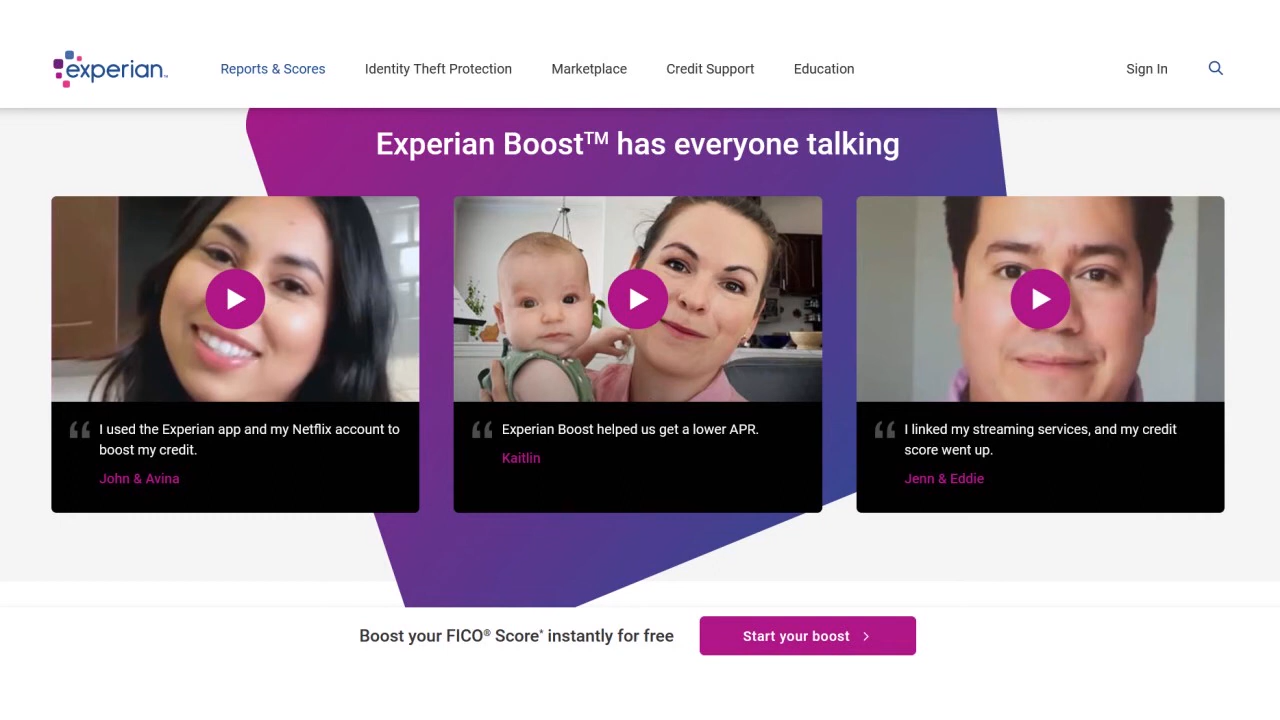 experian™
Reports & Scores
Identity Theft Protection
Marketplace
Credit Support
Education
Sign In
Experian Boost™ has everyone talking
“ I used the Experian app and my Netflix account to
boost my credit.
John & Avina
“ Experian Boost helped us get a lower APR.
Kaitlin
“ I linked my streaming services, and my credit
score went up.
Jenn & Eddie
Boost your FICO® Score* instantly for free
Start your boost